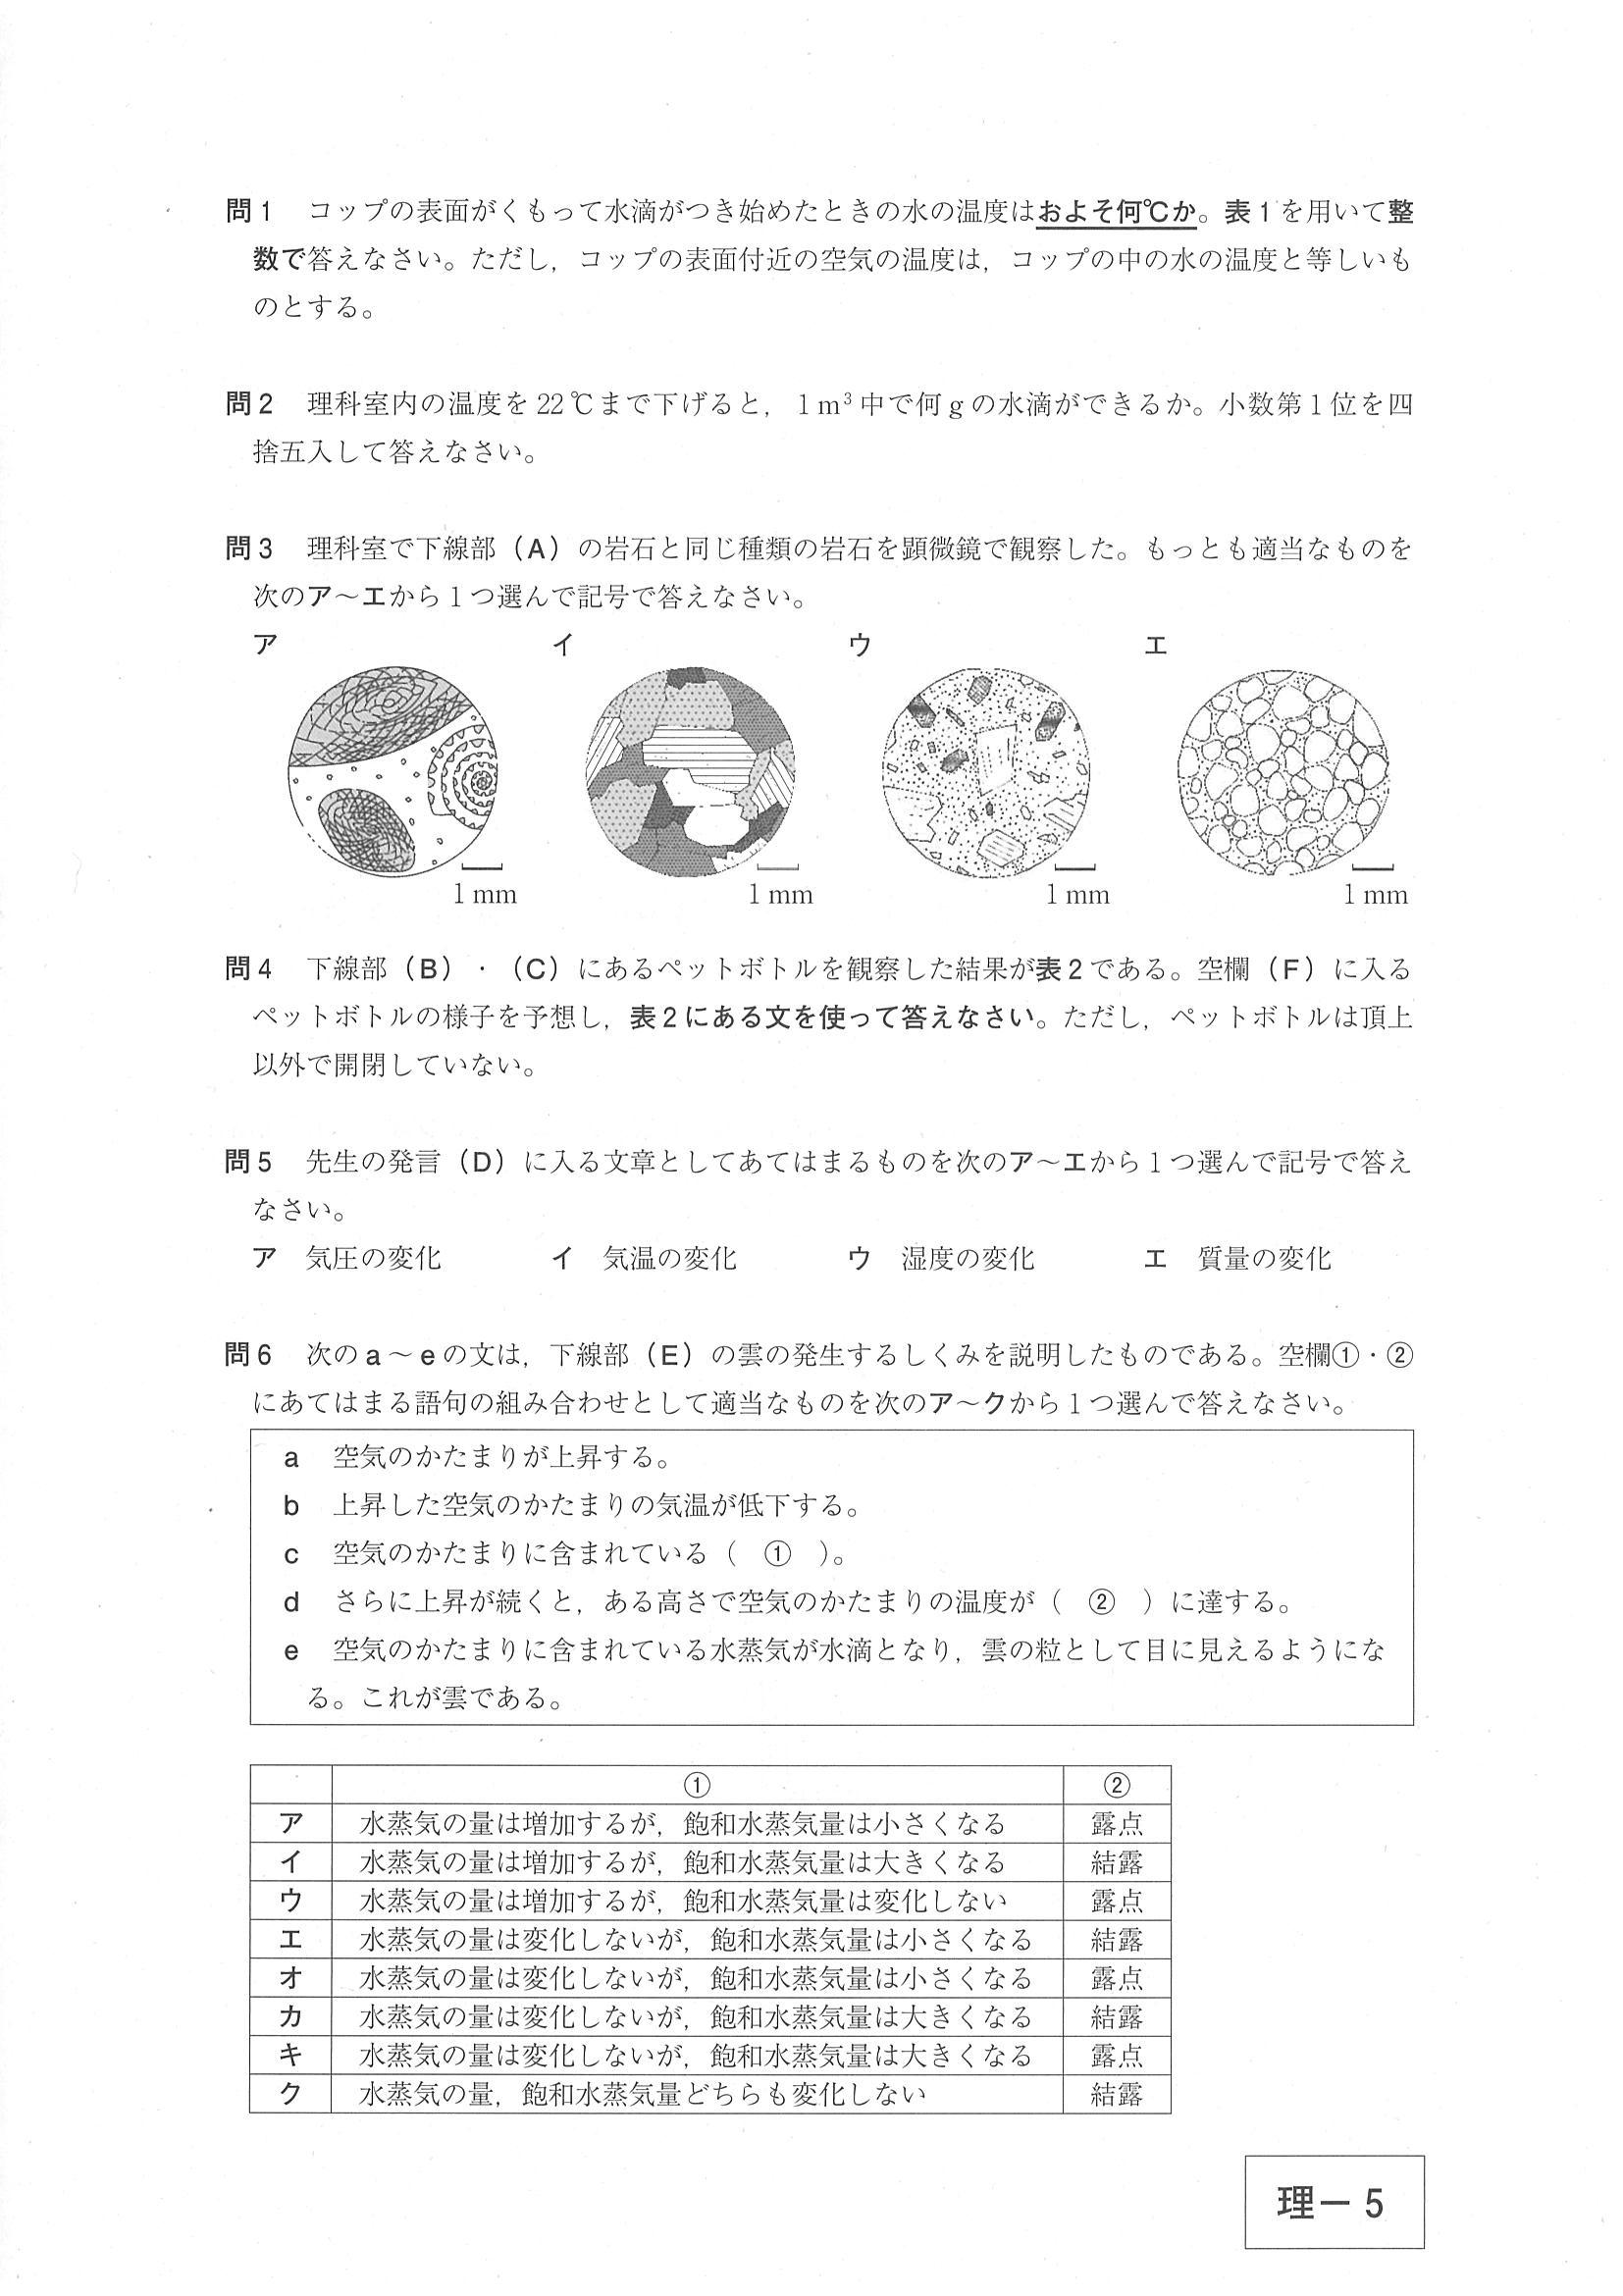 問1　コップの表面がくもって水滴がつき始めたときの水の温度はおよそ何℃か。表1を用いて整
数で答えなさい。ただし，コップの表面付近の空気の温度は，コップの中の水の温度と等しいも
のとする。
問2　理科室内の温度を22℃まで下げると，1m³中で何gの水滴ができるか。小数第1位を四
捨五入して答えなさい。
問3　理科室で下線部（A）の岩石と同じ種類の岩石を顕微鏡で観察した。もっとも適当なものを
次のア〜エから1つ選んで記号で答えなさい。
ア　イ　ウ　エ
1 mm　1 mm　1 mm　1 mm
問4　下線部（B）・（C）にあるペットボトルを観察した結果が表2である。空欄（F）に入る
ペットボトルの様子を予想し，表2にある文を使って答えなさい。ただし，ペットボトルは頂上
以外で開閉していない。
問5　先生の発言（D）に入る文章としてあてはまるものを次のア〜エから1つ選んで記号で答え
なさい。
ア　気圧の変化　イ　気温の変化　ウ　湿度の変化　エ　質量の変化
問6　次のa〜eの文は，下線部（E）の雲の発生するしくみを説明したものである。空欄①・②
にあてはまる語句の組み合わせとして適当なものを次のア〜クから1つ選んで答えなさい。
a　空気のかたまりが上昇する。
b　上昇した空気のかたまりの気温が低下する。
c　空気のかたまりに含まれている（　①　）。
d　さらに上昇が続くと，ある高さで空気のかたまりの温度が（　②　）に達する。
e　空気のかたまりに含まれている水蒸気が水滴となり，雲の粒として目に見えるようにな
る。これが雲である。
①　②
ア　水蒸気の量は増加するが，飽和水蒸気量は小さくなる　露点
イ　水蒸気の量は増加するが，飽和水蒸気量は大きくなる　結露
ウ　水蒸気の量は増加するが，飽和水蒸気量は変化しない　露点
エ　水蒸気の量は変化しないが，飽和水蒸気量は小さくなる　結露
オ　水蒸気の量は変化しないが，飽和水蒸気量は小さくなる　露点
カ　水蒸気の量は変化しないが，飽和水蒸気量は大きくなる　結露
キ　水蒸気の量は変化しないが，飽和水蒸気量は大きくなる　露点
ク　水蒸気の量，飽和水蒸気量どちらも変化しない　結露
理－5